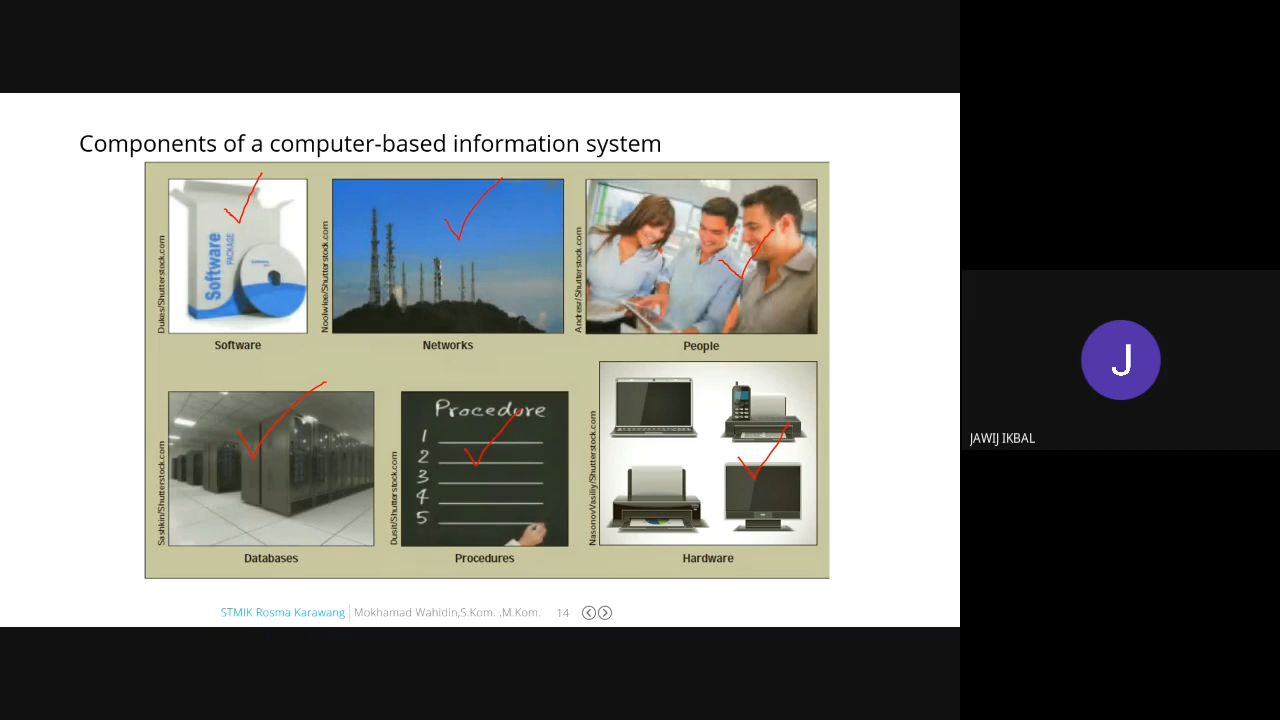 Components of a computer-based information system
Software
PACKAGE
Dukes/Shutterstock.com
Software
Noolwlee/Shutterstock.com
Networks
Andresr/Shutterstock.com
People
Sashkin/Shutterstock.com
Databases
Procedure
1
2
3
4
5
Dusit/Shutterstock.com
Procedures
NasonovVasiliy/Shutterstock.com
Hardware
STMIK Rosma Karawang | Mokhamad Wahidin,S.Kom. ,M.Kom. 14
J
JAWIJ IKBAL